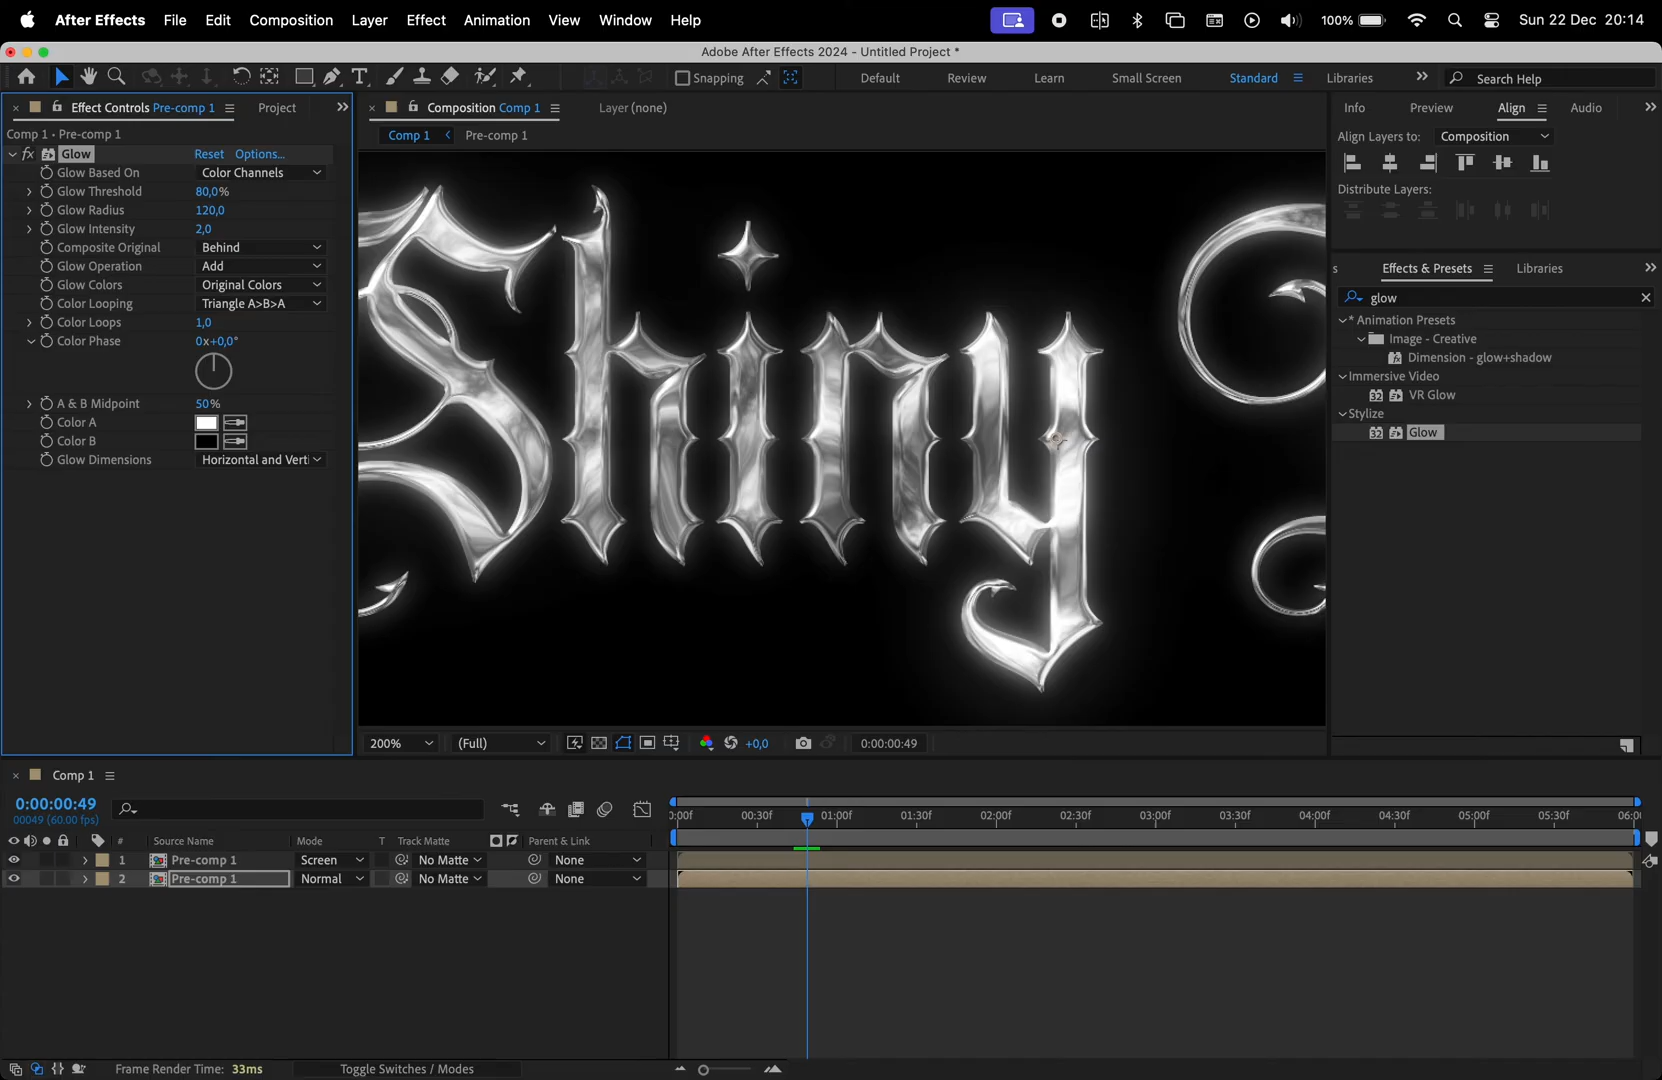 After Effects File Edit Composition Layer Effect Animation View Window Help 100% Sun 22 Dec 20:14
Adobe After Effects 2024 - Untitled Project *
Snapping Default Review Learn Small Screen Standard Libraries Search Help
Effect Controls Pre-comp 1 Project
Composition Comp 1 Layer (none)
Info Preview Align Audio
Comp 1 • Pre-comp 1
Comp 1 Pre-comp 1
Align Layers to: Composition
Distribute Layers:
fx Glow Reset Options...
Glow Based On Color Channels
Glow Threshold 80,0%
Glow Radius 120,0
Glow Intensity 2,0
Composite Original Behind
Glow Operation Add
Glow Colors Original Colors
Color Looping Triangle A>B>A
Color Loops 1,0
Color Phase 0x+0,0°
A & B Midpoint 50%
Color A
Color B
Glow Dimensions Horizontal and Verti
Shiny
s Effects & Presets Libraries
glow
* Animation Presets
Image - Creative
Dimension - glow+shadow
Immersive Video
32 VR Glow
Stylize
32 Glow
200% (Full) +0,0 0:00:00:49
Comp 1
0:00:00:49
00049 (60.00 fps)
:00f 00:30f 01:00f 01:30f 02:00f 02:30f 03:00f 03:30f 04:00f 04:30f 05:00f 05:30f 06:0
# Source Name Mode T Track Matte Parent & Link
1 Pre-comp 1 Screen No Matte None
2 Pre-comp 1 Normal No Matte None
Frame Render Time: 33ms Toggle Switches / Modes